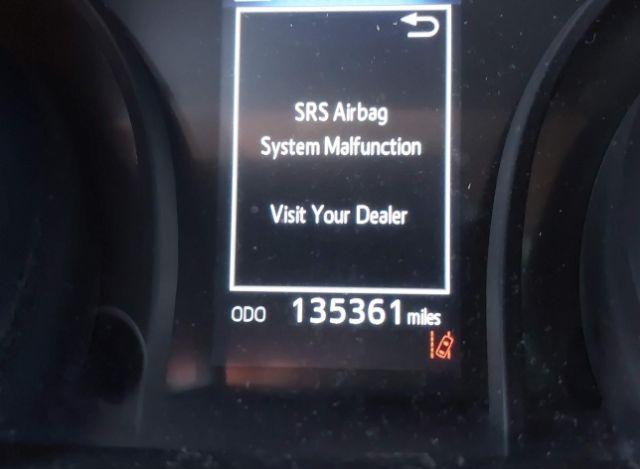 SRS Airbag
System Malfunction
Visit Your Dealer
ODO 135361 miles